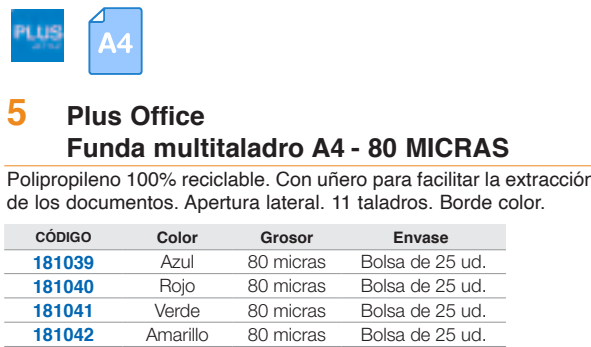 PLUS
A4
5 Plus Office
Funda multitaladro A4 - 80 MICRAS
Polipropileno 100% reciclable. Con uñero para facilitar la extracción
de los documentos. Apertura lateral. 11 taladros. Borde color.
CÓDIGO Color Grosor Envase
181039 Azul 80 micras Bolsa de 25 ud.
181040 Rojo 80 micras Bolsa de 25 ud.
181041 Verde 80 micras Bolsa de 25 ud.
181042 Amarillo 80 micras Bolsa de 25 ud.